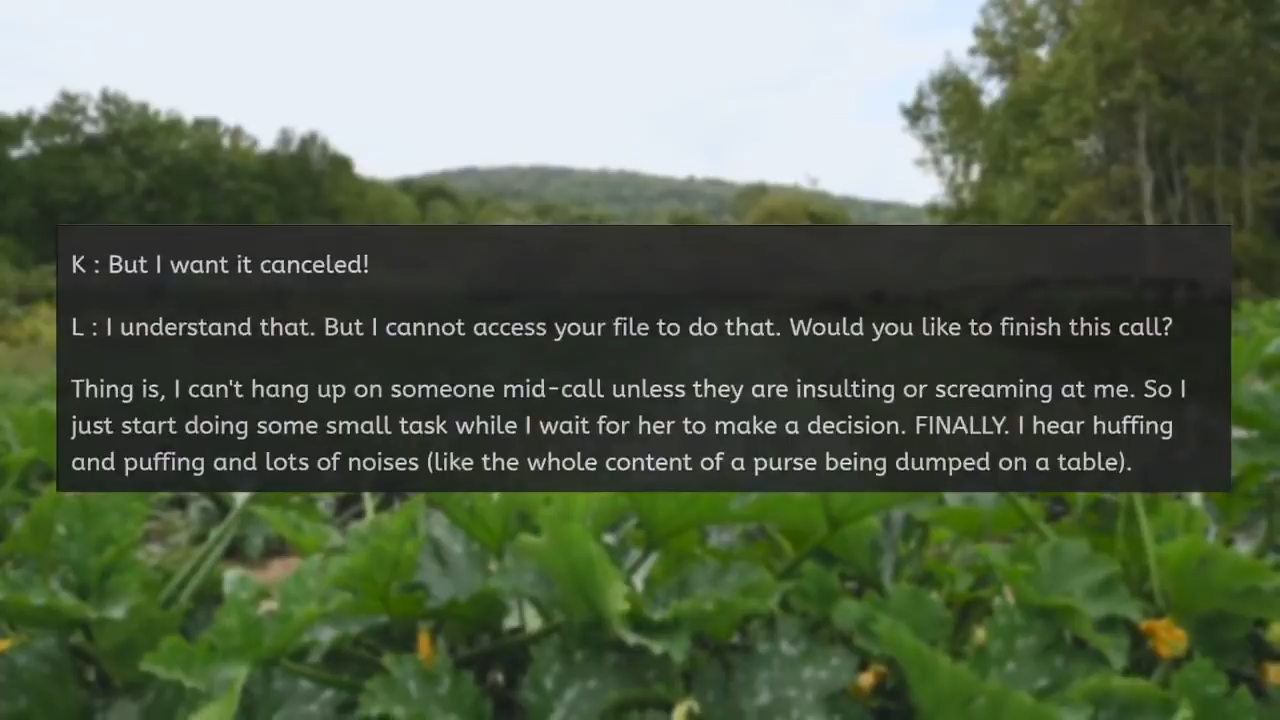 K : But I want it canceled!
L : I understand that. But I cannot access your file to do that. Would you like to finish this call?
Thing is, I can't hang up on someone mid-call unless they are insulting or screaming at me. So I
just start doing some small task while I wait for her to make a decision. FINALLY. I hear huffing
and puffing and lots of noises (like the whole content of a purse being dumped on a table).